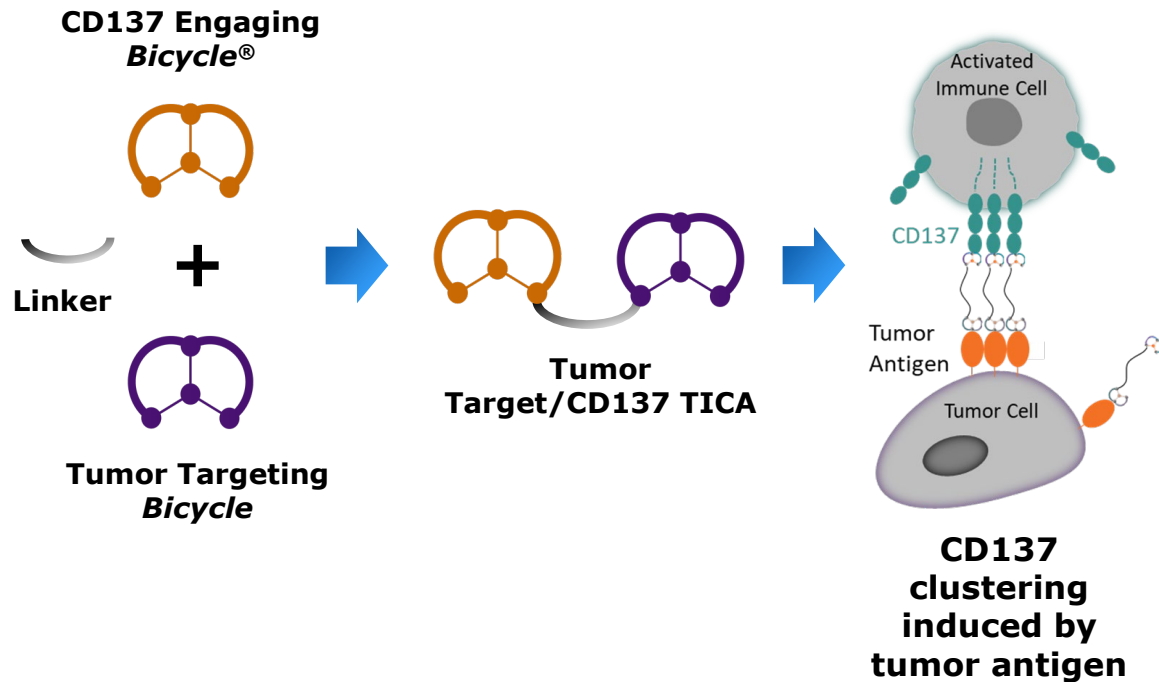 CD137 Engaging
Bicycle®
+
Linker
Tumor Targeting
Bicycle
Tumor
Target/CD137 TICA
Activated
Immune Cell
CD137
Tumor
Antigen
Tumor Cell
CD137
clustering
induced by
tumor antigen